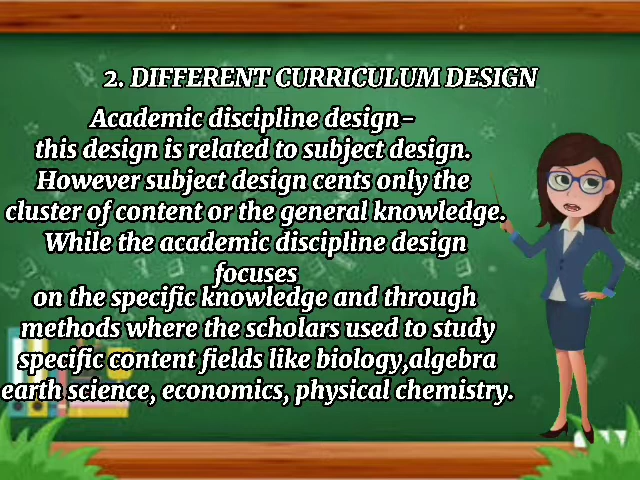 2. DIFFERENT CURRICULUM DESIGN
Academic discipline design-
this design is related to subject design.
However subject design cents only the
cluster of content or the general knowledge.
While the academic discipline design
focuses
on the specific knowledge and through
methods where the scholars used to study
specific content fields like biology,algebra
earth science, economics, physical chemistry.